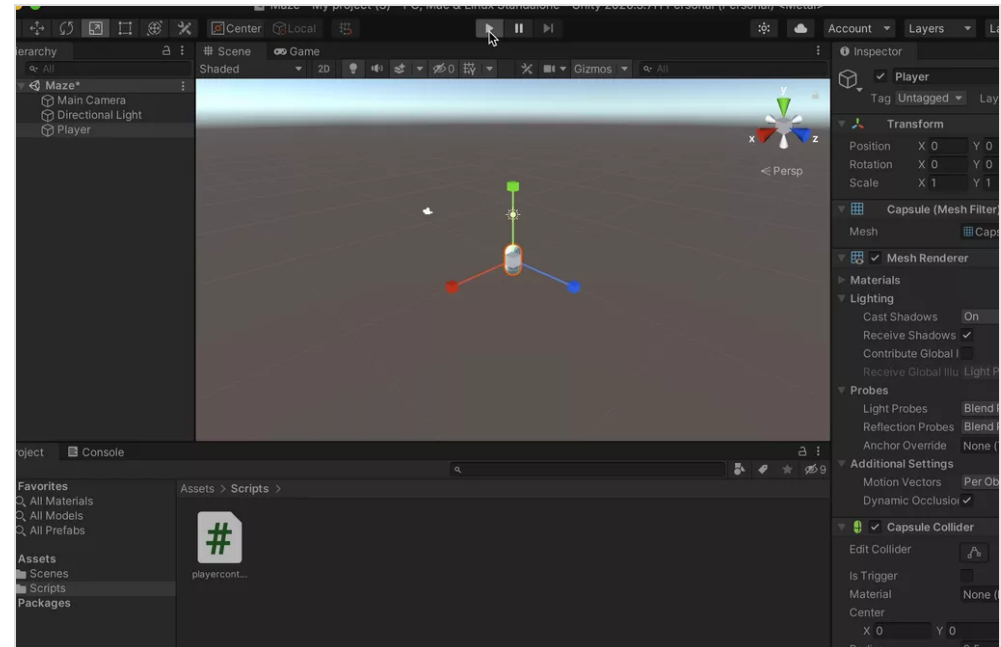 Center Local
Account Layers La
ierarchy
Scene Game
Inspector
All
Shaded 2D 0 Gizmos All
Player
Maze*
Main Camera
Directional Light
Player
Tag Untagged Lay
y
x z
Persp
Transform
Position X 0 Y 0
Rotation X 0 Y 0
Scale X 1 Y 1
Capsule (Mesh Filter)
Mesh Caps
Mesh Renderer
Materials
Lighting
Cast Shadows On
Receive Shadows
Contribute Global I
Receive Global Illu Light P
Probes
Light Probes Blend
Reflection Probes Blend
Anchor Override None (
Additional Settings
Motion Vectors Per Ob
Dynamic Occlusio
Capsule Collider
Edit Collider
Is Trigger
Material None (
Center
X 0 Y 0
roject Console
9
Favorites
All Materials
All Models
All Prefabs
Assets
Scenes
Scripts
Packages
Assets > Scripts >
#
playercont...